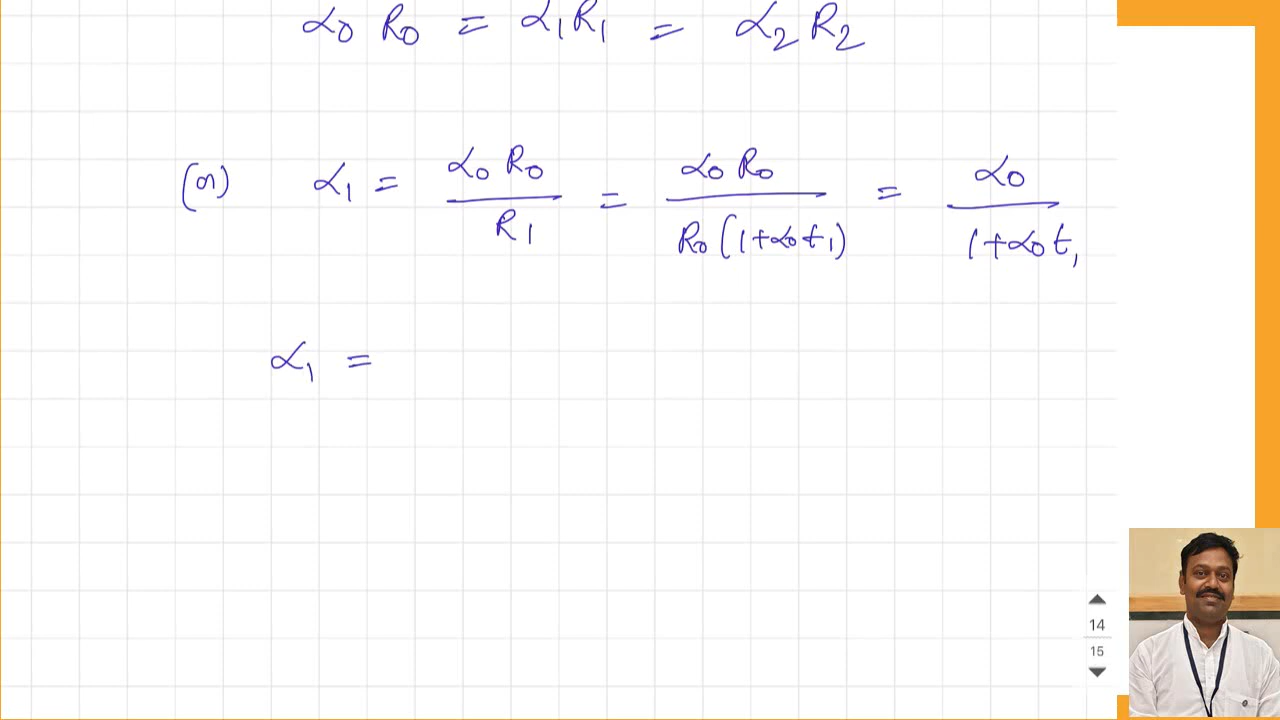 α₀ R₀ = α₁R₁ = α₂ R₂
(or) α₁ = α₀ R₀ / R₁ = α₀ R₀ / R₀(1+α₀t₁) = α₀ / 1+α₀t₁
α₁ =
14
15